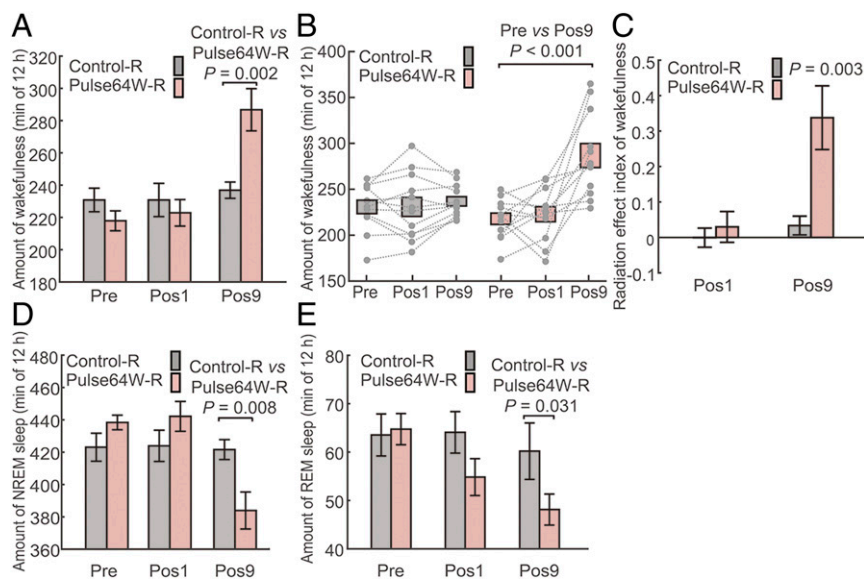 A
Control-R vs
Pulse64W-R
P = 0.002
Control-R
Pulse64W-R
Amount of wakefulness (min of 12 h)
320
300
280
260
240
220
200
180
Pre
Pos1
Pos9
B
Pre vs Pos9
P < 0.001
Control-R
Pulse64W-R
Amount of wakefulness (min of 12 h)
400
350
300
250
200
150
Pre
Pos1
Pos9
Pre
Pos1
Pos9
C
Control-R
Pulse64W-R
P = 0.003
Radiation effect index of wakefulness
0.5
0.4
0.3
0.2
0.1
0
0.1
Pos1
Pos9
D
Control-R
Pulse64W-R
Control-R vs
Pulse64W-R
P = 0.008
Amount of NREM sleep (min of 12 h)
480
460
440
420
400
380
360
Pre
Pos1
Pos9
E
Control-R
Pulse64W-R
Control-R vs
Pulse64W-R
P = 0.031
Amount of REM sleep (min of 12 h)
80
70
60
50
40
Pre
Pos1
Pos9